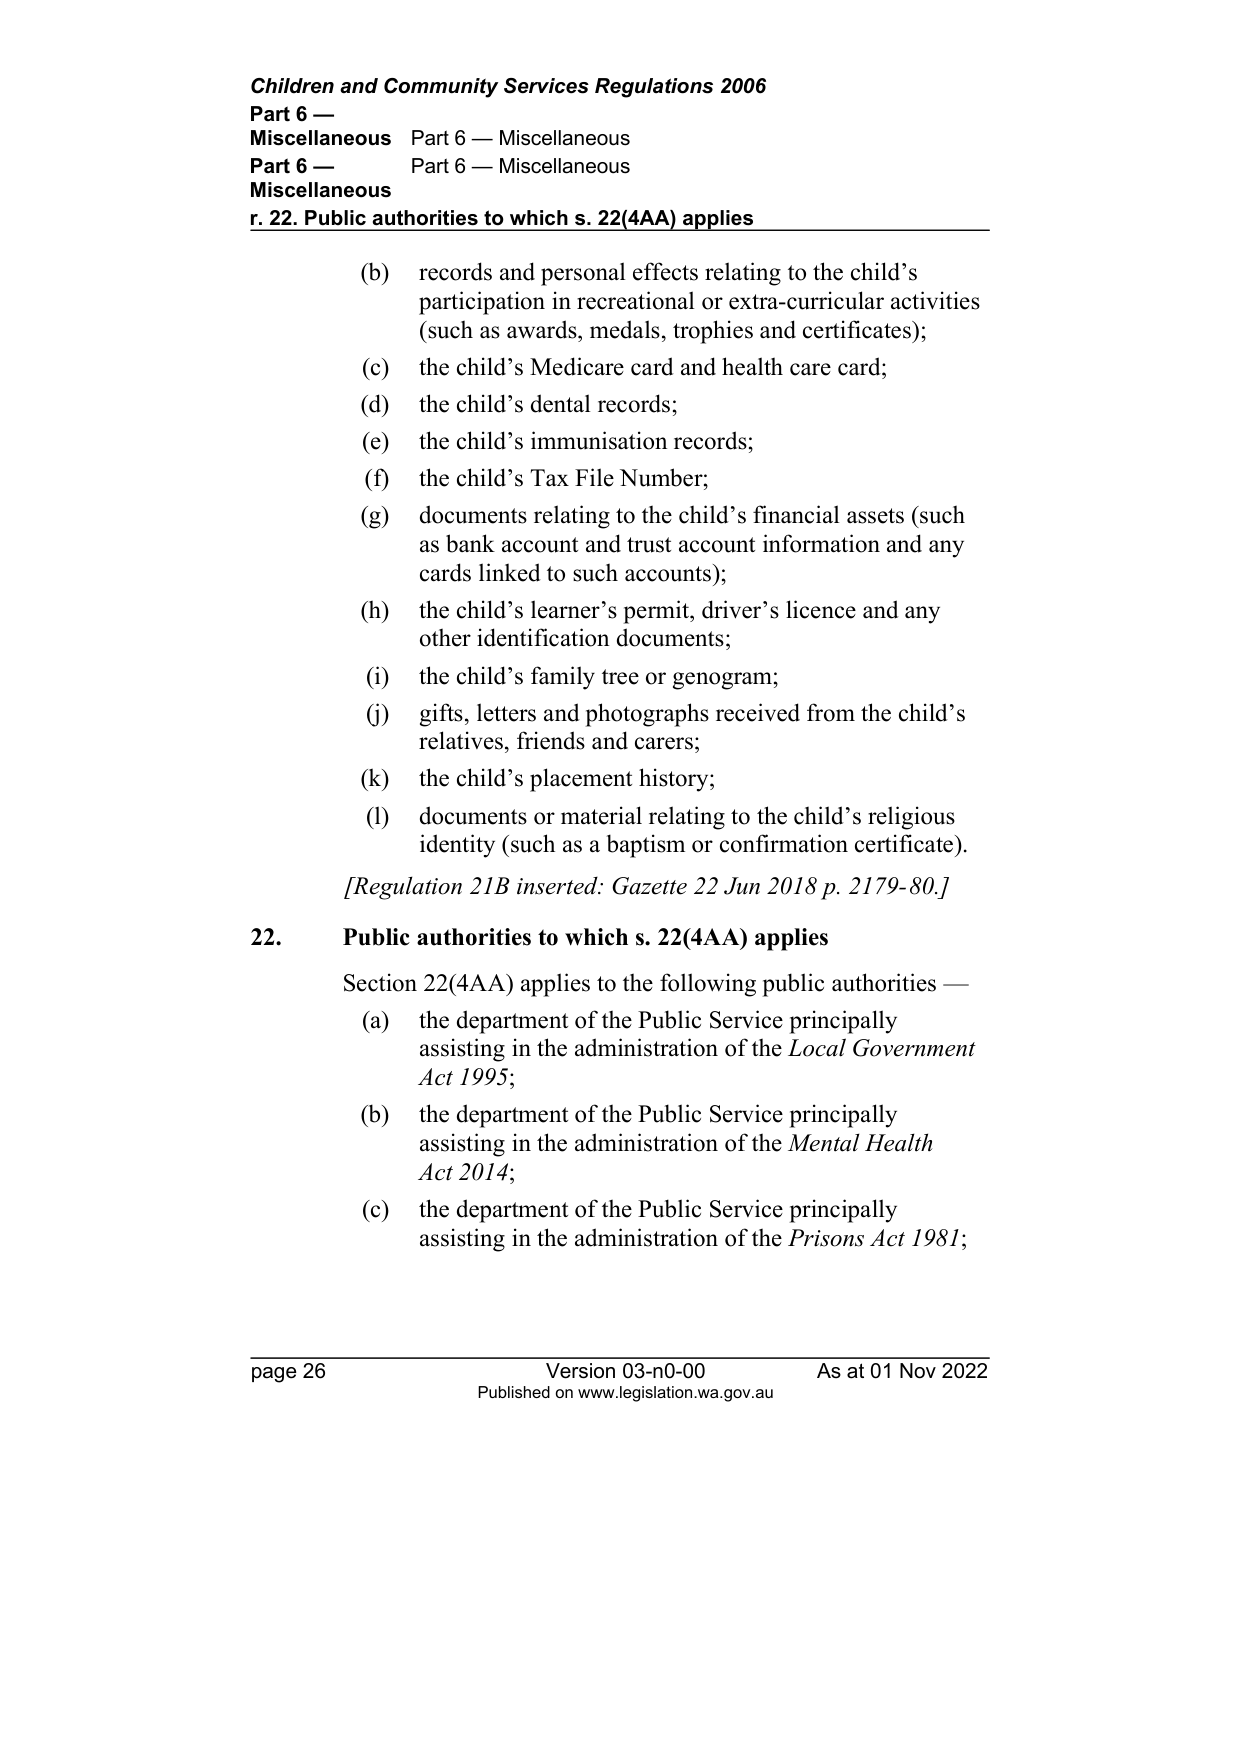 Children and Community Services Regulations 2006
Part 6 —
Miscellaneous Part 6 — Miscellaneous
Part 6 — Part 6 — Miscellaneous
Miscellaneous
r. 22. Public authorities to which s. 22(4AA) applies
(b) records and personal effects relating to the child’s
participation in recreational or extra-curricular activities
(such as awards, medals, trophies and certificates);
(c) the child’s Medicare card and health care card;
(d) the child’s dental records;
(e) the child’s immunisation records;
(f) the child’s Tax File Number;
(g) documents relating to the child’s financial assets (such
as bank account and trust account information and any
cards linked to such accounts);
(h) the child’s learner’s permit, driver’s licence and any
other identification documents;
(i) the child’s family tree or genogram;
(j) gifts, letters and photographs received from the child’s
relatives, friends and carers;
(k) the child’s placement history;
(l) documents or material relating to the child’s religious
identity (such as a baptism or confirmation certificate).
[Regulation 21B inserted: Gazette 22 Jun 2018 p. 2179-80.]
22. Public authorities to which s. 22(4AA) applies
Section 22(4AA) applies to the following public authorities —
(a) the department of the Public Service principally
assisting in the administration of the Local Government
Act 1995;
(b) the department of the Public Service principally
assisting in the administration of the Mental Health
Act 2014;
(c) the department of the Public Service principally
assisting in the administration of the Prisons Act 1981;
page 26 Version 03-n0-00 As at 01 Nov 2022
Published on www.legislation.wa.gov.au